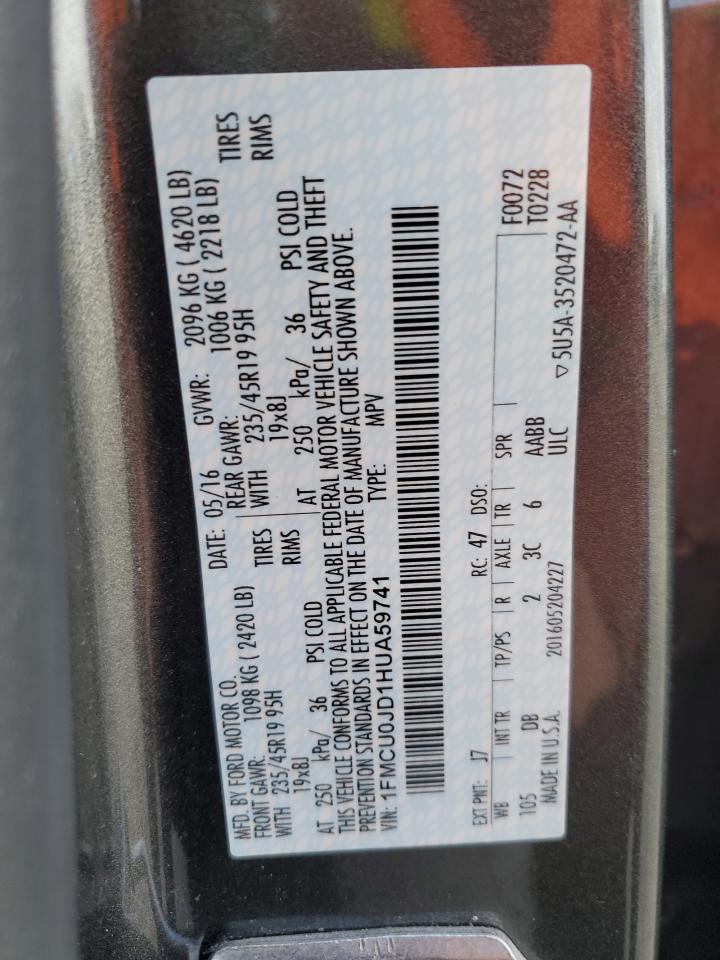 MFD. BY FORD MOTOR CO. DATE: 05/16 GVWR: 2096 KG ( 4620 LB)
FRONT GAWR: 1098 KG ( 2420 LB) REAR GAWR: 1006 KG ( 2218 LB)
WITH 235/45R19 95H TIRES WITH 235/45R19 95H TIRES
19x8J RIMS 19x8J RIMS
AT 250 kPa/ 36 PSI COLD AT 250 kPa/ 36 PSI COLD
THIS VEHICLE CONFORMS TO ALL APPLICABLE FEDERAL MOTOR VEHICLE SAFETY AND THEFT
PREVENTION STANDARDS IN EFFECT ON THE DATE OF MANUFACTURE SHOWN ABOVE.
VIN: 1FMCU0JD1HUA59741 TYPE: MPV
EXT PNT: J7 RC: 47 DSO: F0072
WB INT TR TP/PS R AXLE TR SPR T0228
105 DB 2 3C 6 AABB
MADE IN U.S.A. 201605204227 ULC ▽5U5A-3520472-AA